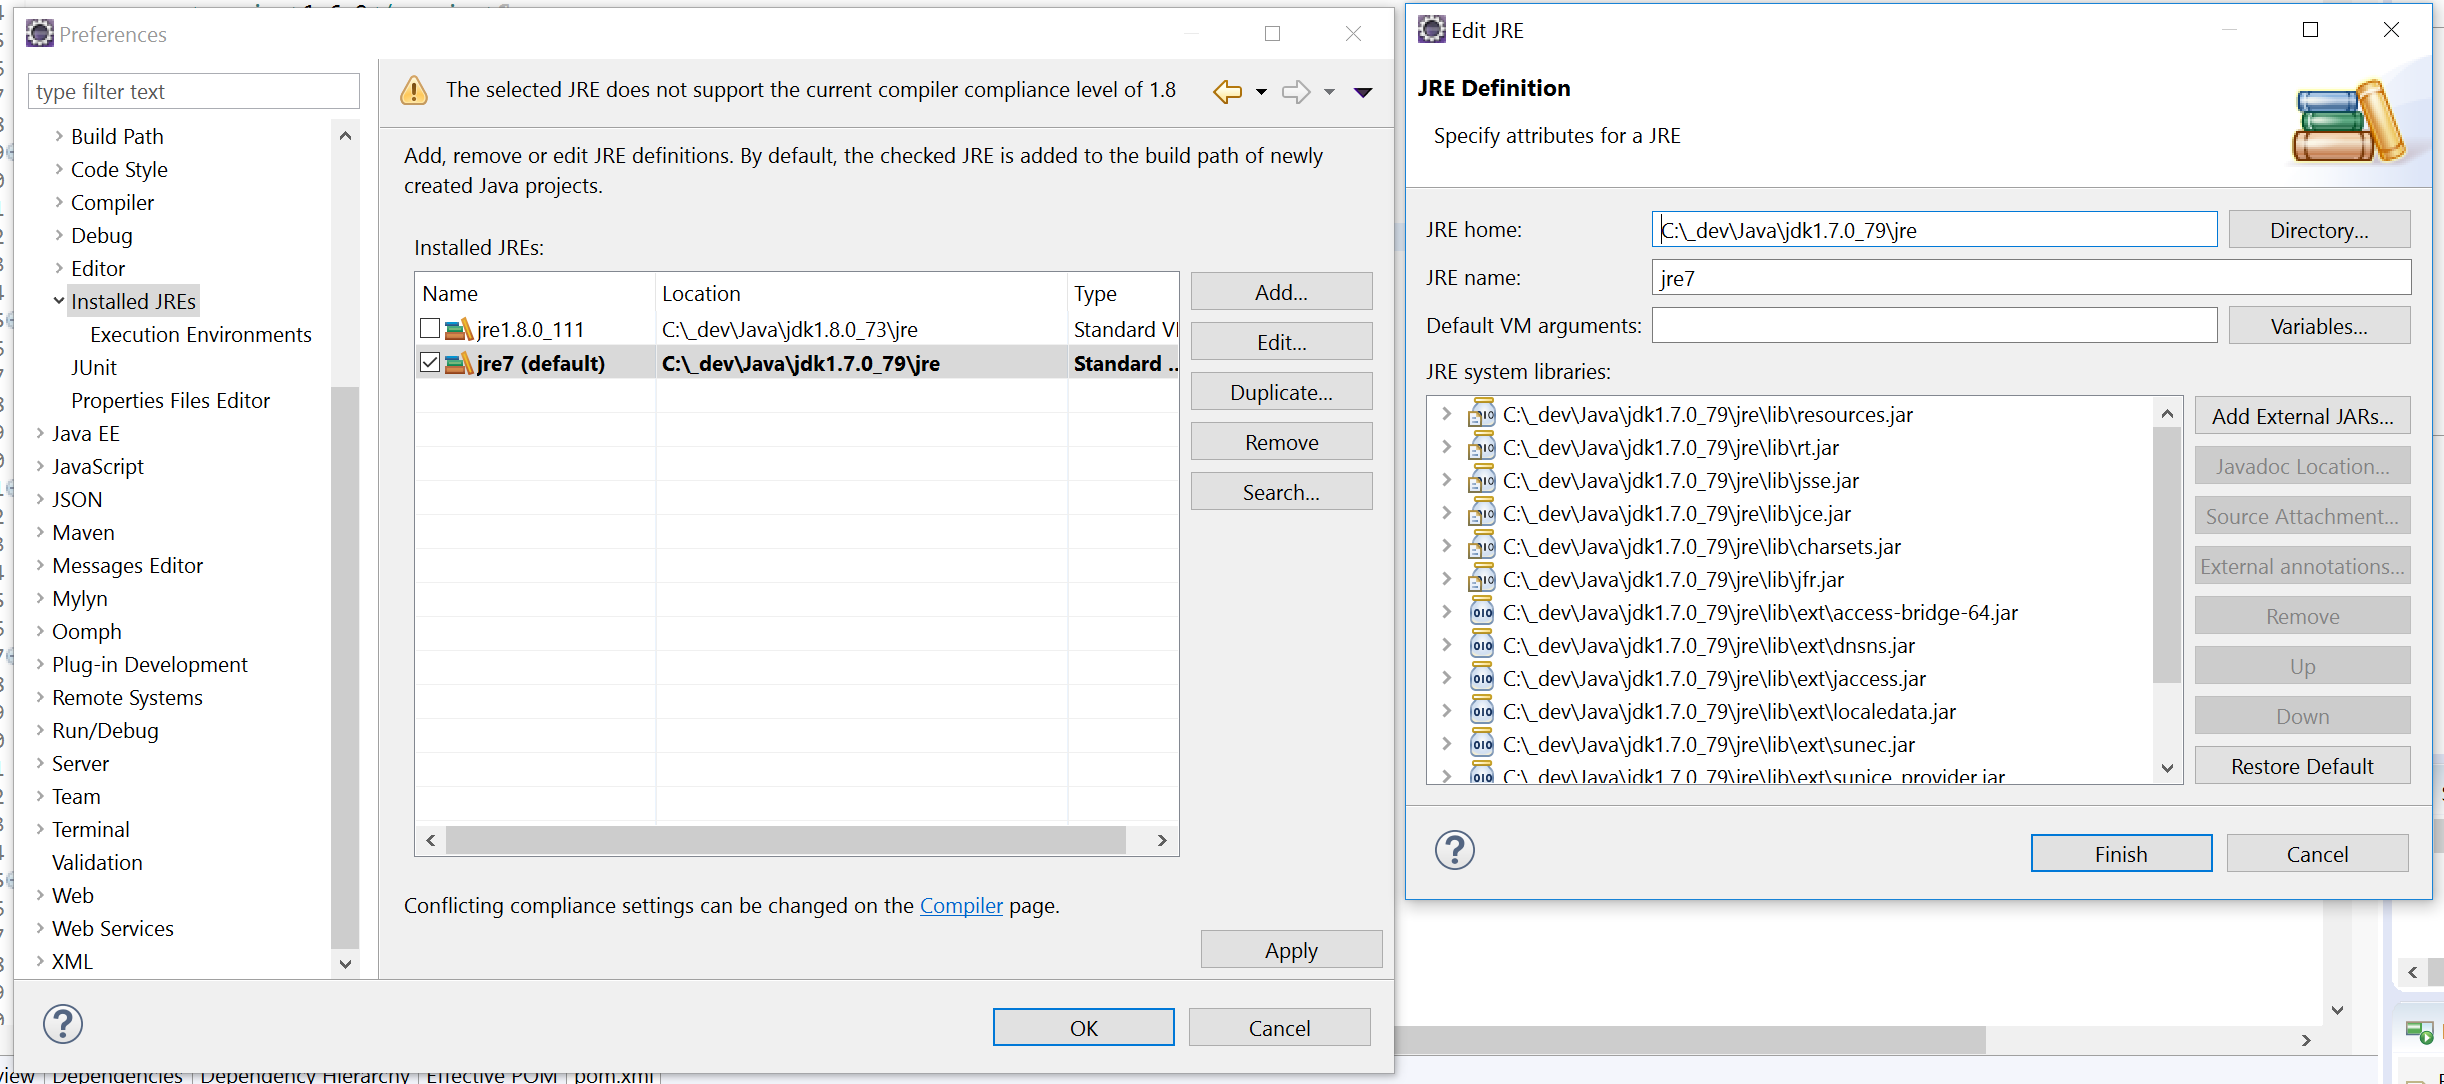 Preferences
type filter text
Build Path
Code Style
Compiler
Debug
Editor
Installed JREs
Execution Environments
JUnit
Properties Files Editor
Java EE
JavaScript
JSON
Maven
Messages Editor
Mylyn
Oomph
Plug-in Development
Remote Systems
Run/Debug
Server
Team
Terminal
Validation
Web
Web Services
XML
The selected JRE does not support the current compiler compliance level of 1.8
Add, remove or edit JRE definitions. By default, the checked JRE is added to the build path of newly
created Java projects.
Installed JREs:
Name Location Type
jre1.8.0_111 C:\_dev\Java\jdk1.8.0_73\jre Standard
jre7 (default) C:\_dev\Java\jdk1.7.0_79\jre Standard ..
Add...
Edit...
Duplicate...
Remove
Search...
Conflicting compliance settings can be changed on the Compiler page.
Apply
OK
Cancel
Edit JRE
JRE Definition
Specify attributes for a JRE
JRE home: C:\_dev\Java\jdk1.7.0_79\jre Directory...
JRE name: jre7
Default VM arguments: Variables...
JRE system libraries:
C:\_dev\Java\jdk1.7.0_79\jre\lib\resources.jar
C:\_dev\Java\jdk1.7.0_79\jre\lib\rt.jar
C:\_dev\Java\jdk1.7.0_79\jre\lib\jsse.jar
C:\_dev\Java\jdk1.7.0_79\jre\lib\jce.jar
C:\_dev\Java\jdk1.7.0_79\jre\lib\charsets.jar
C:\_dev\Java\jdk1.7.0_79\jre\lib\jfr.jar
C:\_dev\Java\jdk1.7.0_79\jre\lib\ext\access-bridge-64.jar
C:\_dev\Java\jdk1.7.0_79\jre\lib\ext\dnsns.jar
C:\_dev\Java\jdk1.7.0_79\jre\lib\ext\jaccess.jar
C:\_dev\Java\jdk1.7.0_79\jre\lib\ext\localedata.jar
C:\_dev\Java\jdk1.7.0_79\jre\lib\ext\sunec.jar
C:\_dev\Java\jdk1.7.0_79\jre\lib\ext\sunjce_provider.jar
Add External JARs...
Javadoc Location...
Source Attachment...
External annotations...
Remove
Up
Down
Restore Default
Finish
Cancel
Dependencies Dependency Hierarchy Effective POM pom.xml